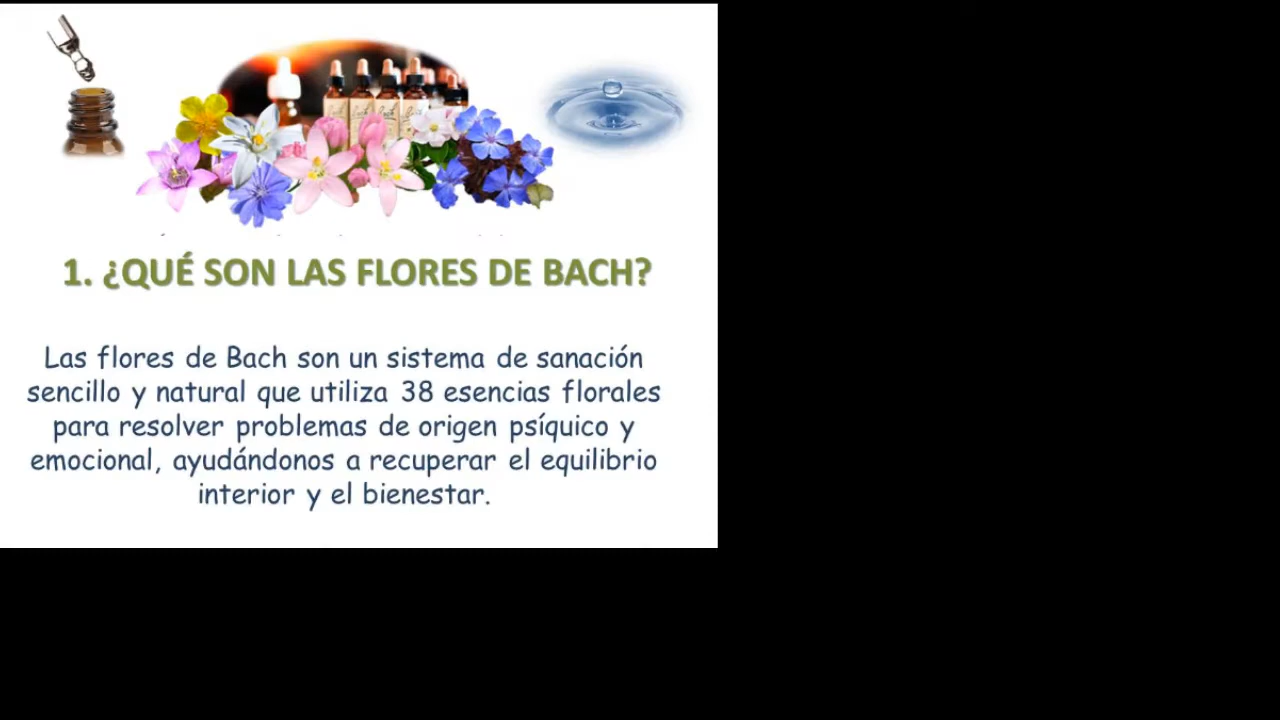 1. ¿QUÉ SON LAS FLORES DE BACH?
Las flores de Bach son un sistema de sanación
sencillo y natural que utiliza 38 esencias florales
para resolver problemas de origen psíquico y
emocional, ayudándonos a recuperar el equilibrio
interior y el bienestar.